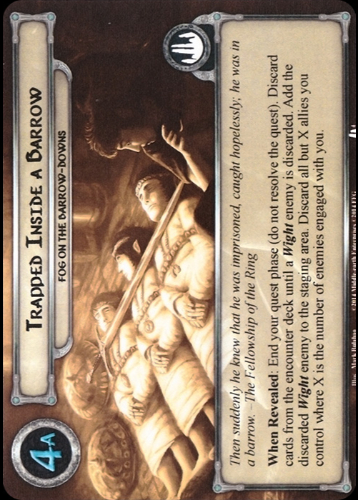 4A
TRAPPED INSIDE A BARROW
FOG ON THE BARROW-DOWNS
Then suddenly he knew that he was imprisoned, caught hopelessly; he was in
a barrow. –The Fellowship of the Ring
When Revealed: End your quest phase (do not resolve the quest). Discard
cards from the encounter deck until a Wight enemy is discarded. Add the
discarded Wight enemy to the staging area. Discard all but X allies you
control where X is the number of enemies engaged with you.
Illus. Mark Bulahao ©2014 Middle-earth Enterprises ©2014 FFG